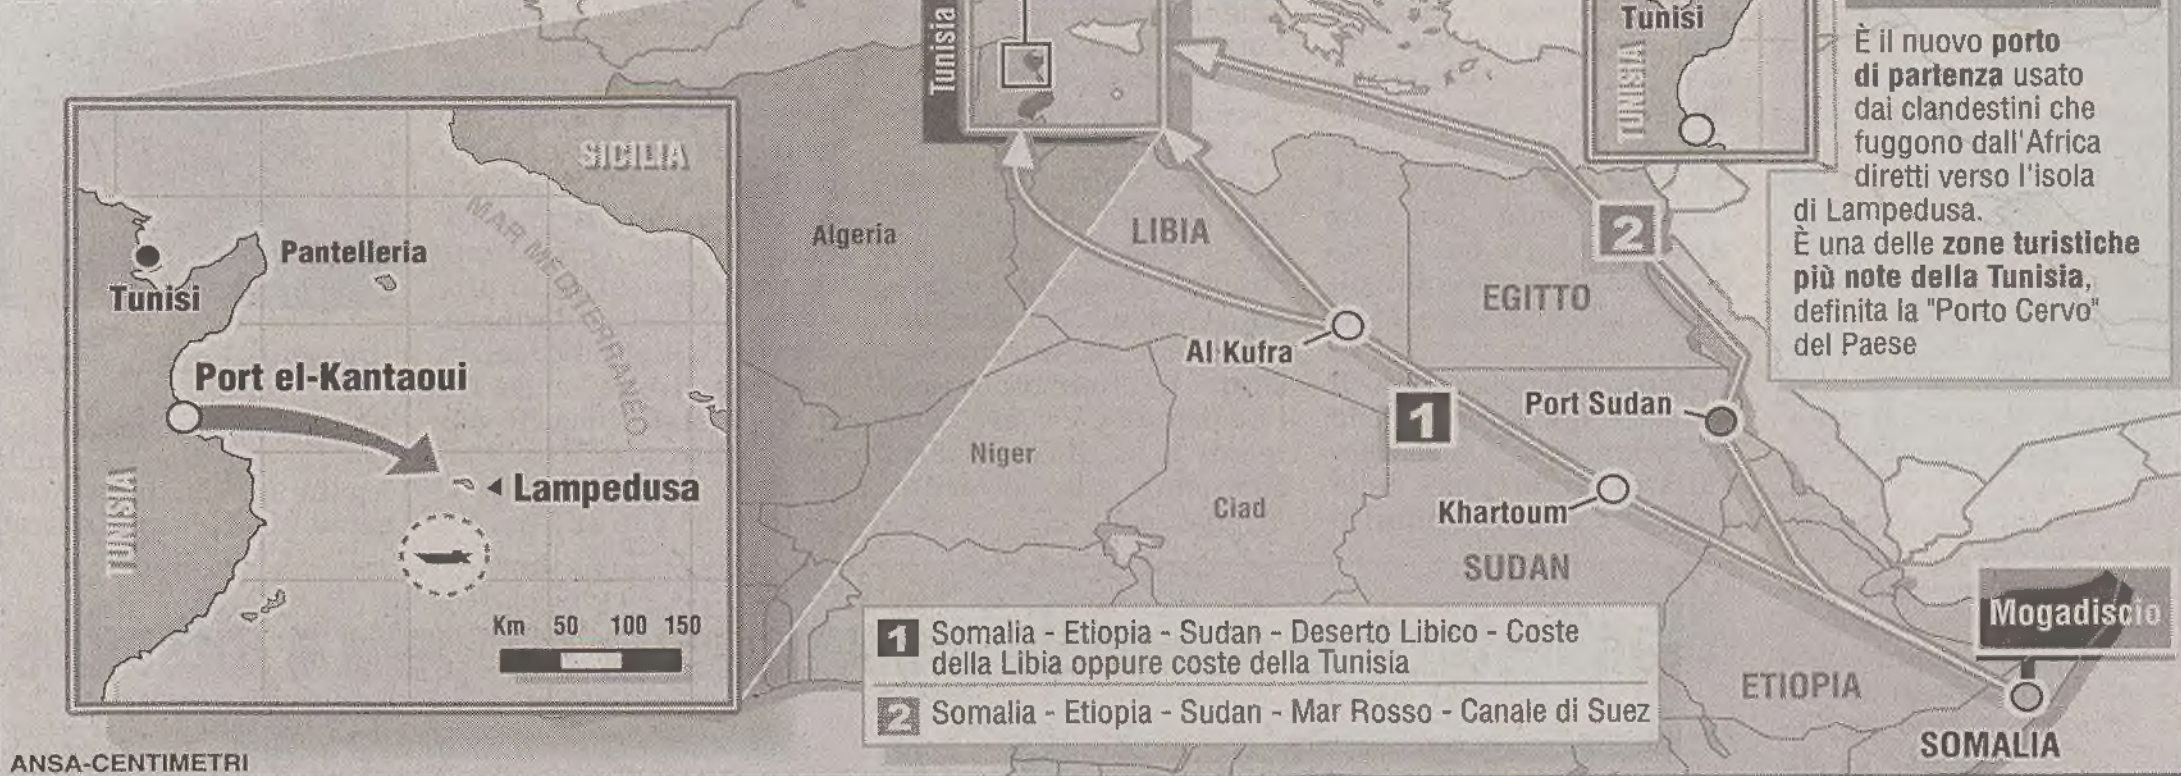 Tunisia
Tunisi
TUNISIA
È il nuovo porto
di partenza usato
dai clandestini che
fuggono dall'Africa
diretti verso l'isola
di Lampedusa.
È una delle zone turistiche
più note della Tunisia,
definita la "Porto Cervo"
del Paese
SICILIA
MAR MEDITERRANEO
Pantelleria
Tunisi
Port el-Kantaoui
Lampedusa
TUNISIA
Km 50 100 150
Algeria
LIBIA
2
EGITTO
Al Kufra
1
Port Sudan
Niger
Ciad
Khartoum
SUDAN
Mogadiscio
ETIOPIA
SOMALIA
1 Somalia - Etiopia - Sudan - Deserto Libico - Coste
della Libia oppure coste della Tunisia
2 Somalia - Etiopia - Sudan - Mar Rosso - Canale di Suez
ANSA-CENTIMETRI